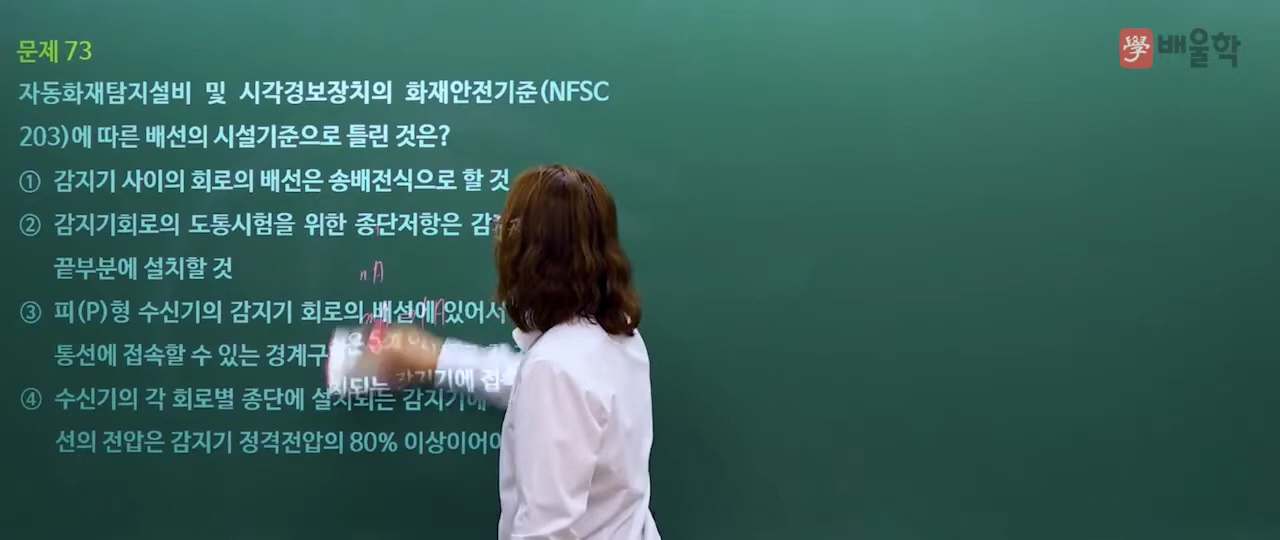 문제 73
學 배울학
자동화재탐지설비 및 시각경보장치의 화재안전기준(NFSC
203)에 따른 배선의 시설기준으로 틀린 것은?
① 감지기 사이의 회로의 배선은 송배전식으로 할 것
② 감지기회로의 도통시험을 위한 종단저항은
끝부분에 설치할 것
nA
③ 피(P)형 수신기의 감지기 회로의 배선에 있어서
통선에 접속할 수 있는 경계구
④ 수신기의 각 회로별 종단에 설치되는 감지기에
선의 전압은 감지기 정격전압의 80% 이상이어야